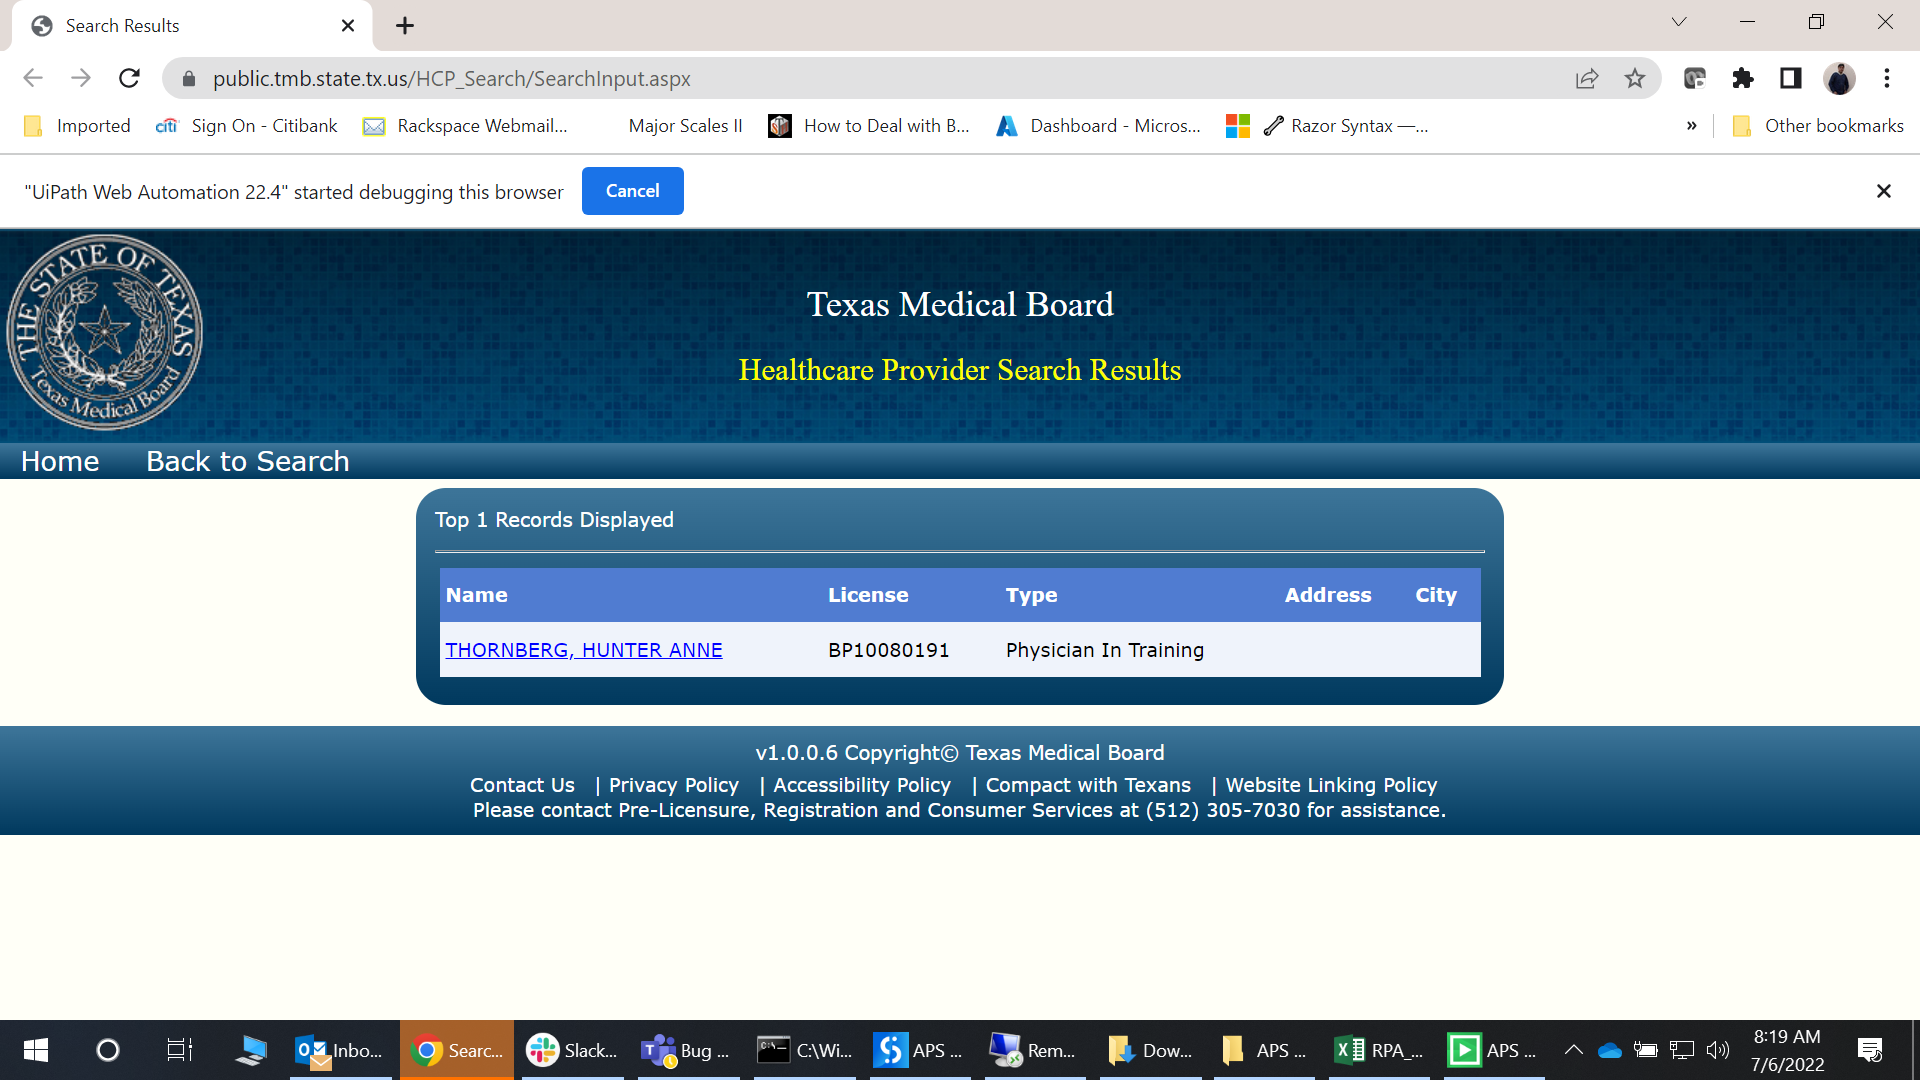 Search Results
public.tmb.state.tx.us/HCP_Search/SearchInput.aspx
Imported
citi Sign On - Citibank
Rackspace Webmail...
Major Scales II
How to Deal with B...
Dashboard - Micros...
Razor Syntax —...
»
Other bookmarks
"UiPath Web Automation 22.4" started debugging this browser
Cancel
THE STATE OF TEXAS
Texas Medical Board
Texas Medical Board
Healthcare Provider Search Results
Home Back to Search
Top 1 Records Displayed
Name License Type Address City
THORNBERG, HUNTER ANNE BP10080191 Physician In Training
v1.0.0.6 Copyright© Texas Medical Board
Contact Us | Privacy Policy | Accessibility Policy | Compact with Texans | Website Linking Policy
Please contact Pre-Licensure, Registration and Consumer Services at (512) 305-7030 for assistance.
Inbo...
Searc...
Slack...
Bug ...
C:\Wi...
APS ...
Rem...
Dow...
APS ...
RPA_...
APS ...
8:19 AM
7/6/2022